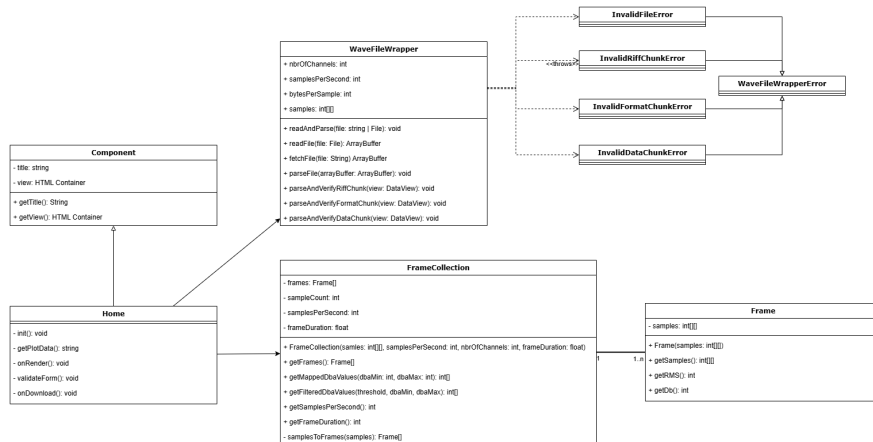 InvalidFileError
WaveFileWrapper
+ nbrOfChannels: int
+ samplesPerSecond: int
+ bytesPerSample: int
+ samples: int[][]
+ readAndParse(file: string | File): void
+ readFile(file: File): ArrayBuffer
+ fetchFile(file: String) ArrayBuffer
+ parseFile(arrayBuffer: ArrayBuffer): void
+ parseAndVerifyRiffChunk(view: DataView): void
+ parseAndVerifyFormatChunk(view: DataView): void
+ parseAndVerifyDataChunk(view: DataView): void
InvalidRiffChunkError
<<throws>>
WaveFileWrapperError
InvalidFormatChunkError
InvalidDataChunkError
Component
- title: string
- view: HTML Container
+ getTitle(): String
+ getView(): HTML Container
FrameCollection
- frames: Frame[]
- sampleCount: int
- samplesPerSecond: int
- frameDuration: float
+ FrameCollection(samles: int[][], samplesPerSecond: int, nbrOfChannels: int, frameDuration: float)
+ getFrames(): Frame[]
+ getMappedDbaValues(dbaMin: int, dbaMax: int): int[]
+ getFilteredDbaValues(threshold, dbaMin, dbaMax): int[]
+ getSamplesPerSecond(): int
+ getFrameDuration(): int
- samplesToFrames(samples): Frame[]
Home
- init(): void
- getPlotData(): string
- onRender(): void
- validateForm(): void
- onDownload(): void
1
1..n
Frame
- samples: int[][]
+ Frame(samples: int[][])
+ getSamples(): int[][]
+ getRMS(): int
+ getDb(): int